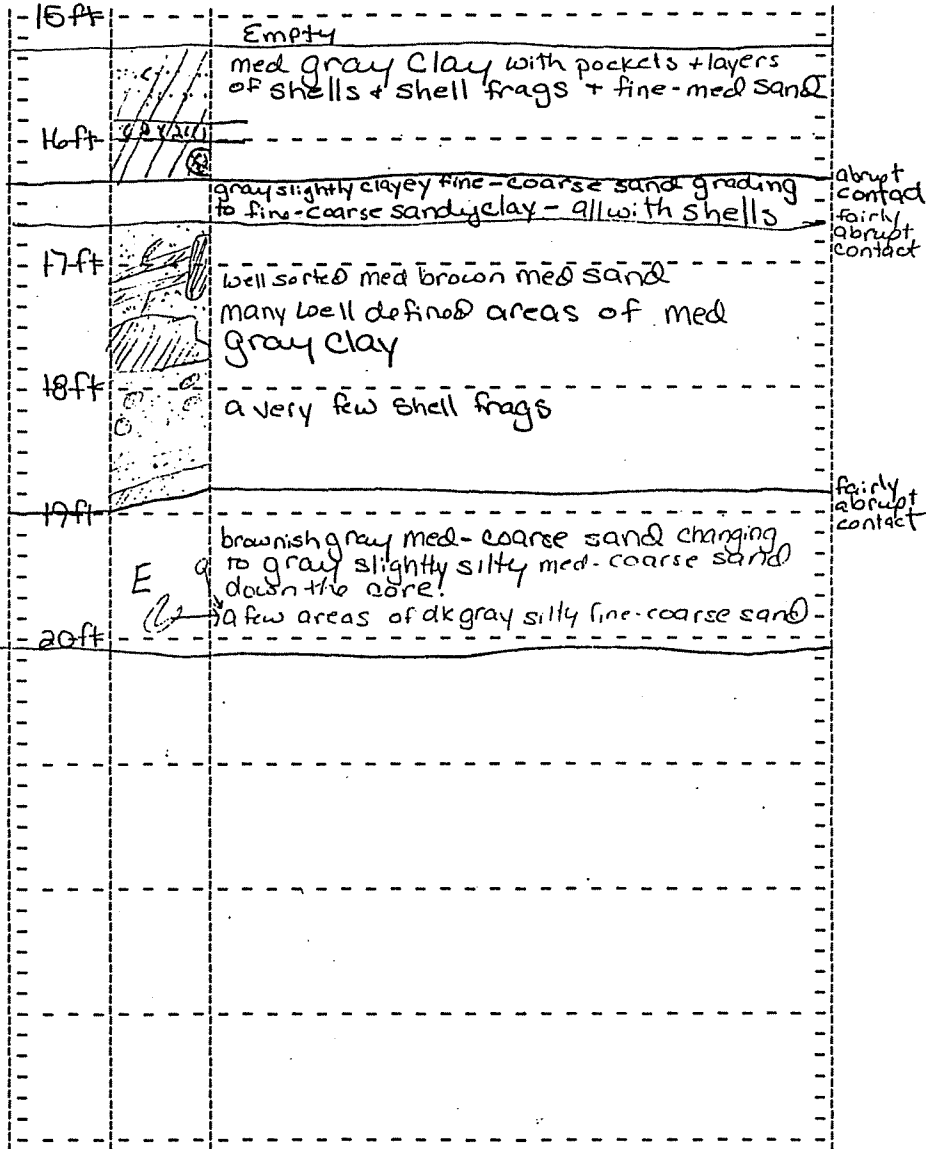 15ft
Empty
med gray clay with pockets + layers
of shells + shell frags + fine-med sand
16ft
abrupt
contact
gray slightly clayey fine-coarse sand grading
to fine-coarse sandy clay - all with shells
fairly
abrupt
contact
17ft
well sorted med brown med sand
many well defined areas of med
gray clay
18ft
a very few shell frags
fairly
abrupt
contact
19ft
brownish gray med-coarse sand changing
to gray slightly silty med-coarse sand
down the core.
E
a few areas of dk gray silty fine-coarse sand
20ft